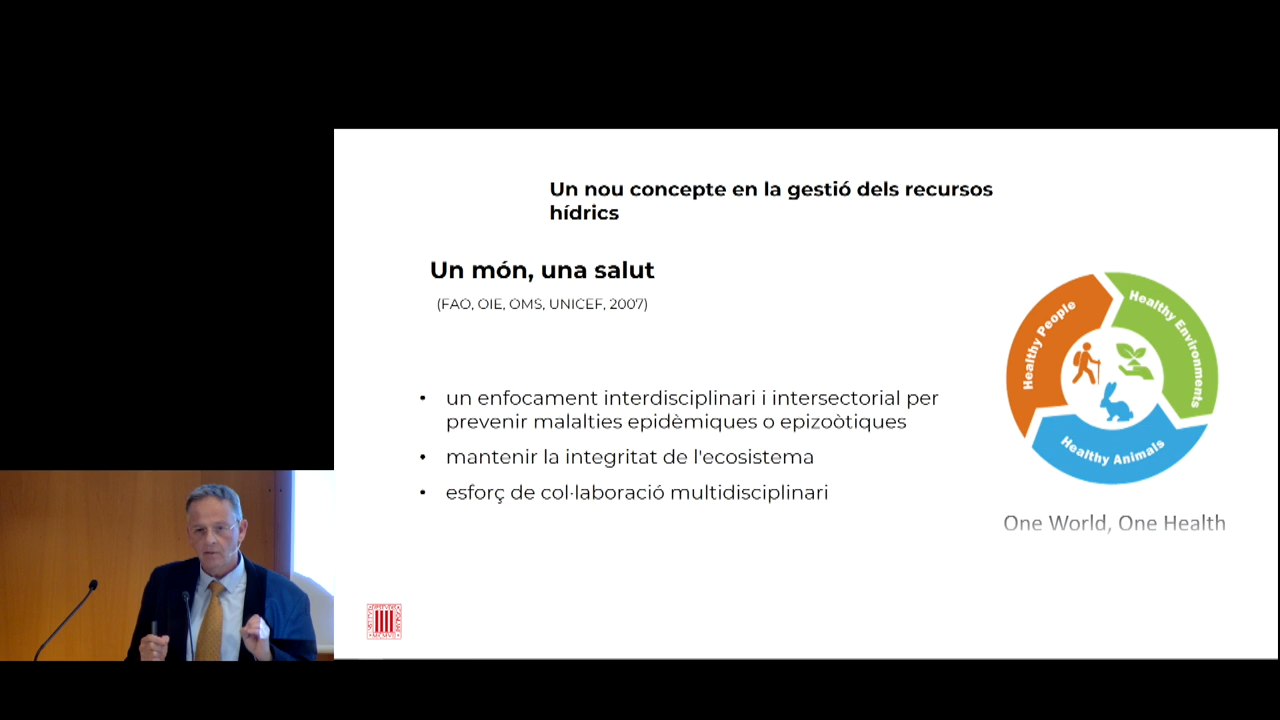 Un nou concepte en la gestió dels recursos
hídrics
Un món, una salut
(FAO, OIE, OMS, UNICEF, 2007)
• un enfocament interdisciplinari i intersectorial per
prevenir malalties epidèmiques o epizoòtiques
• mantenir la integritat de l'ecosistema
• esforç de col·laboració multidisciplinari
Healthy People
Healthy Environments
Healthy Animals
One World, One Health